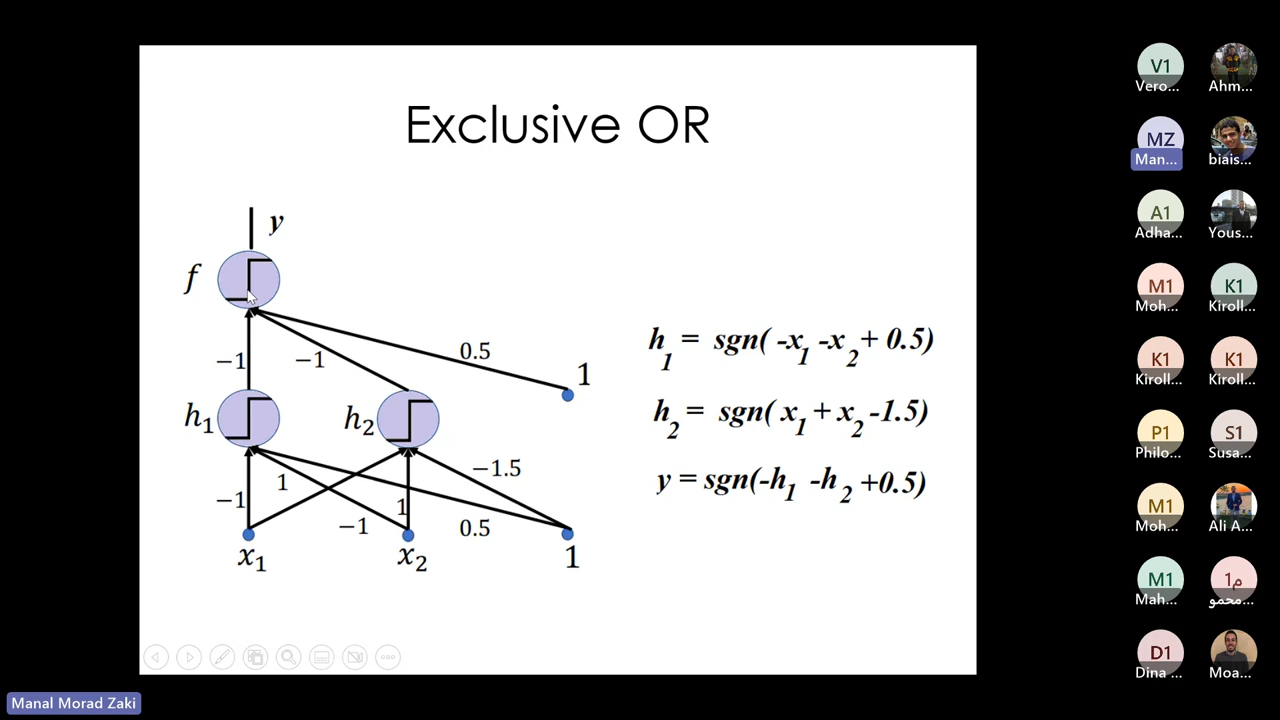 Exclusive OR
y
f
−1
−1
0.5
1
h1
h2
−1
1
−1
1
0.5
−1.5
x1
x2
1
h1 = sgn( -x1 -x2 + 0.5)
h2 = sgn( x1 + x2 -1.5)
y = sgn(-h1 -h2 +0.5)
V1
Vero...
Ahm...
MZ
Man...
biais...
A1
Adha...
Yous...
M1
Moh...
K1
Kiroll...
K1
Kiroll...
K1
Kiroll...
P1
Philo...
S1
Susa...
M1
Moh...
Ali A...
M1
Mah...
م1
محمو...
D1
Dina ...
Moa...
Manal Morad Zaki